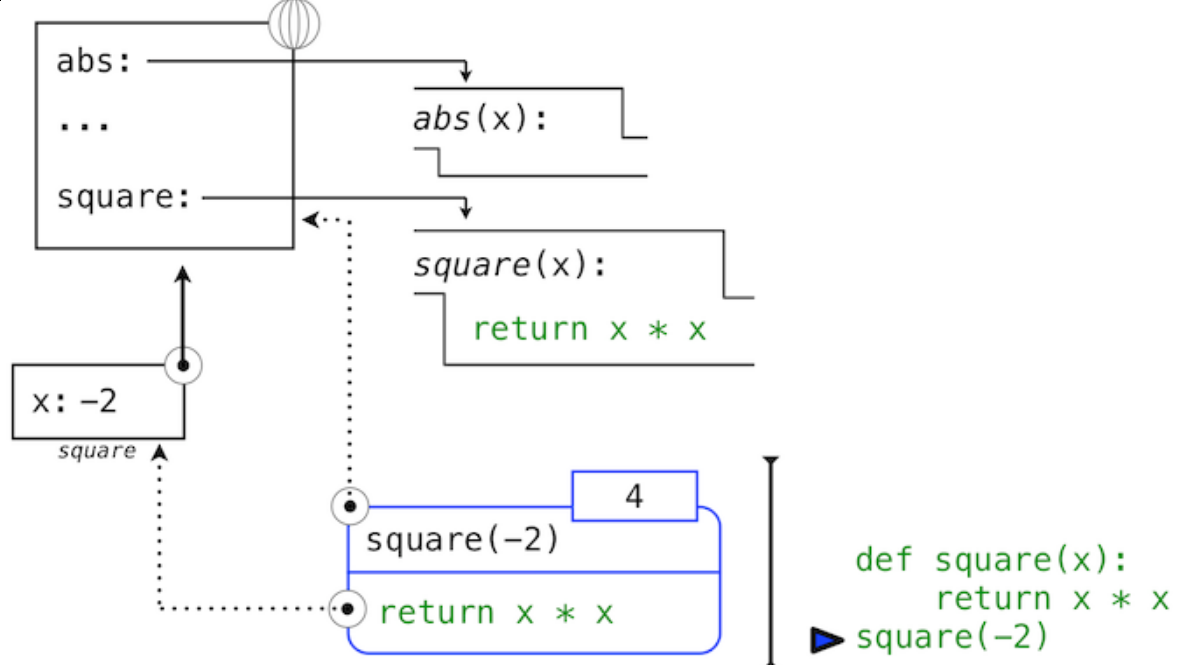 abs:
...
square:
abs(x):
square(x):
return x * x
x: −2
square
4
square(−2)
return x * x
def square(x):
    return x * x
square(−2)